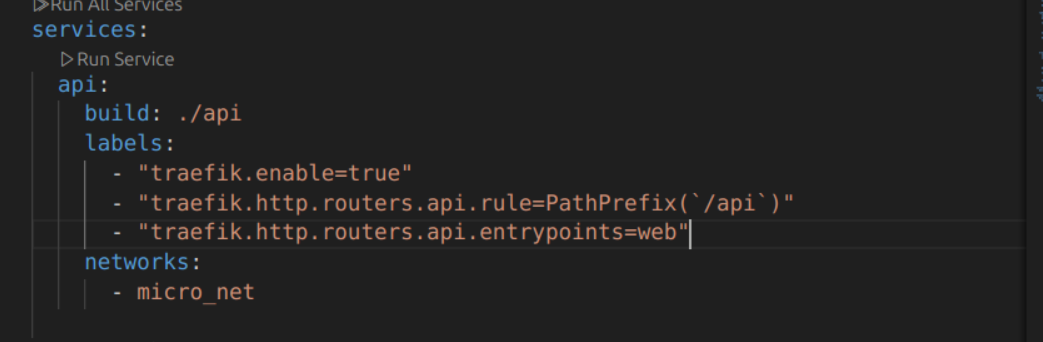 Run All Services
services:
Run Service
api:
build: ./api
labels:
- "traefik.enable=true"
- "traefik.http.routers.api.rule=PathPrefix(`/api`)"
- "traefik.http.routers.api.entrypoints=web"
networks:
- micro_net